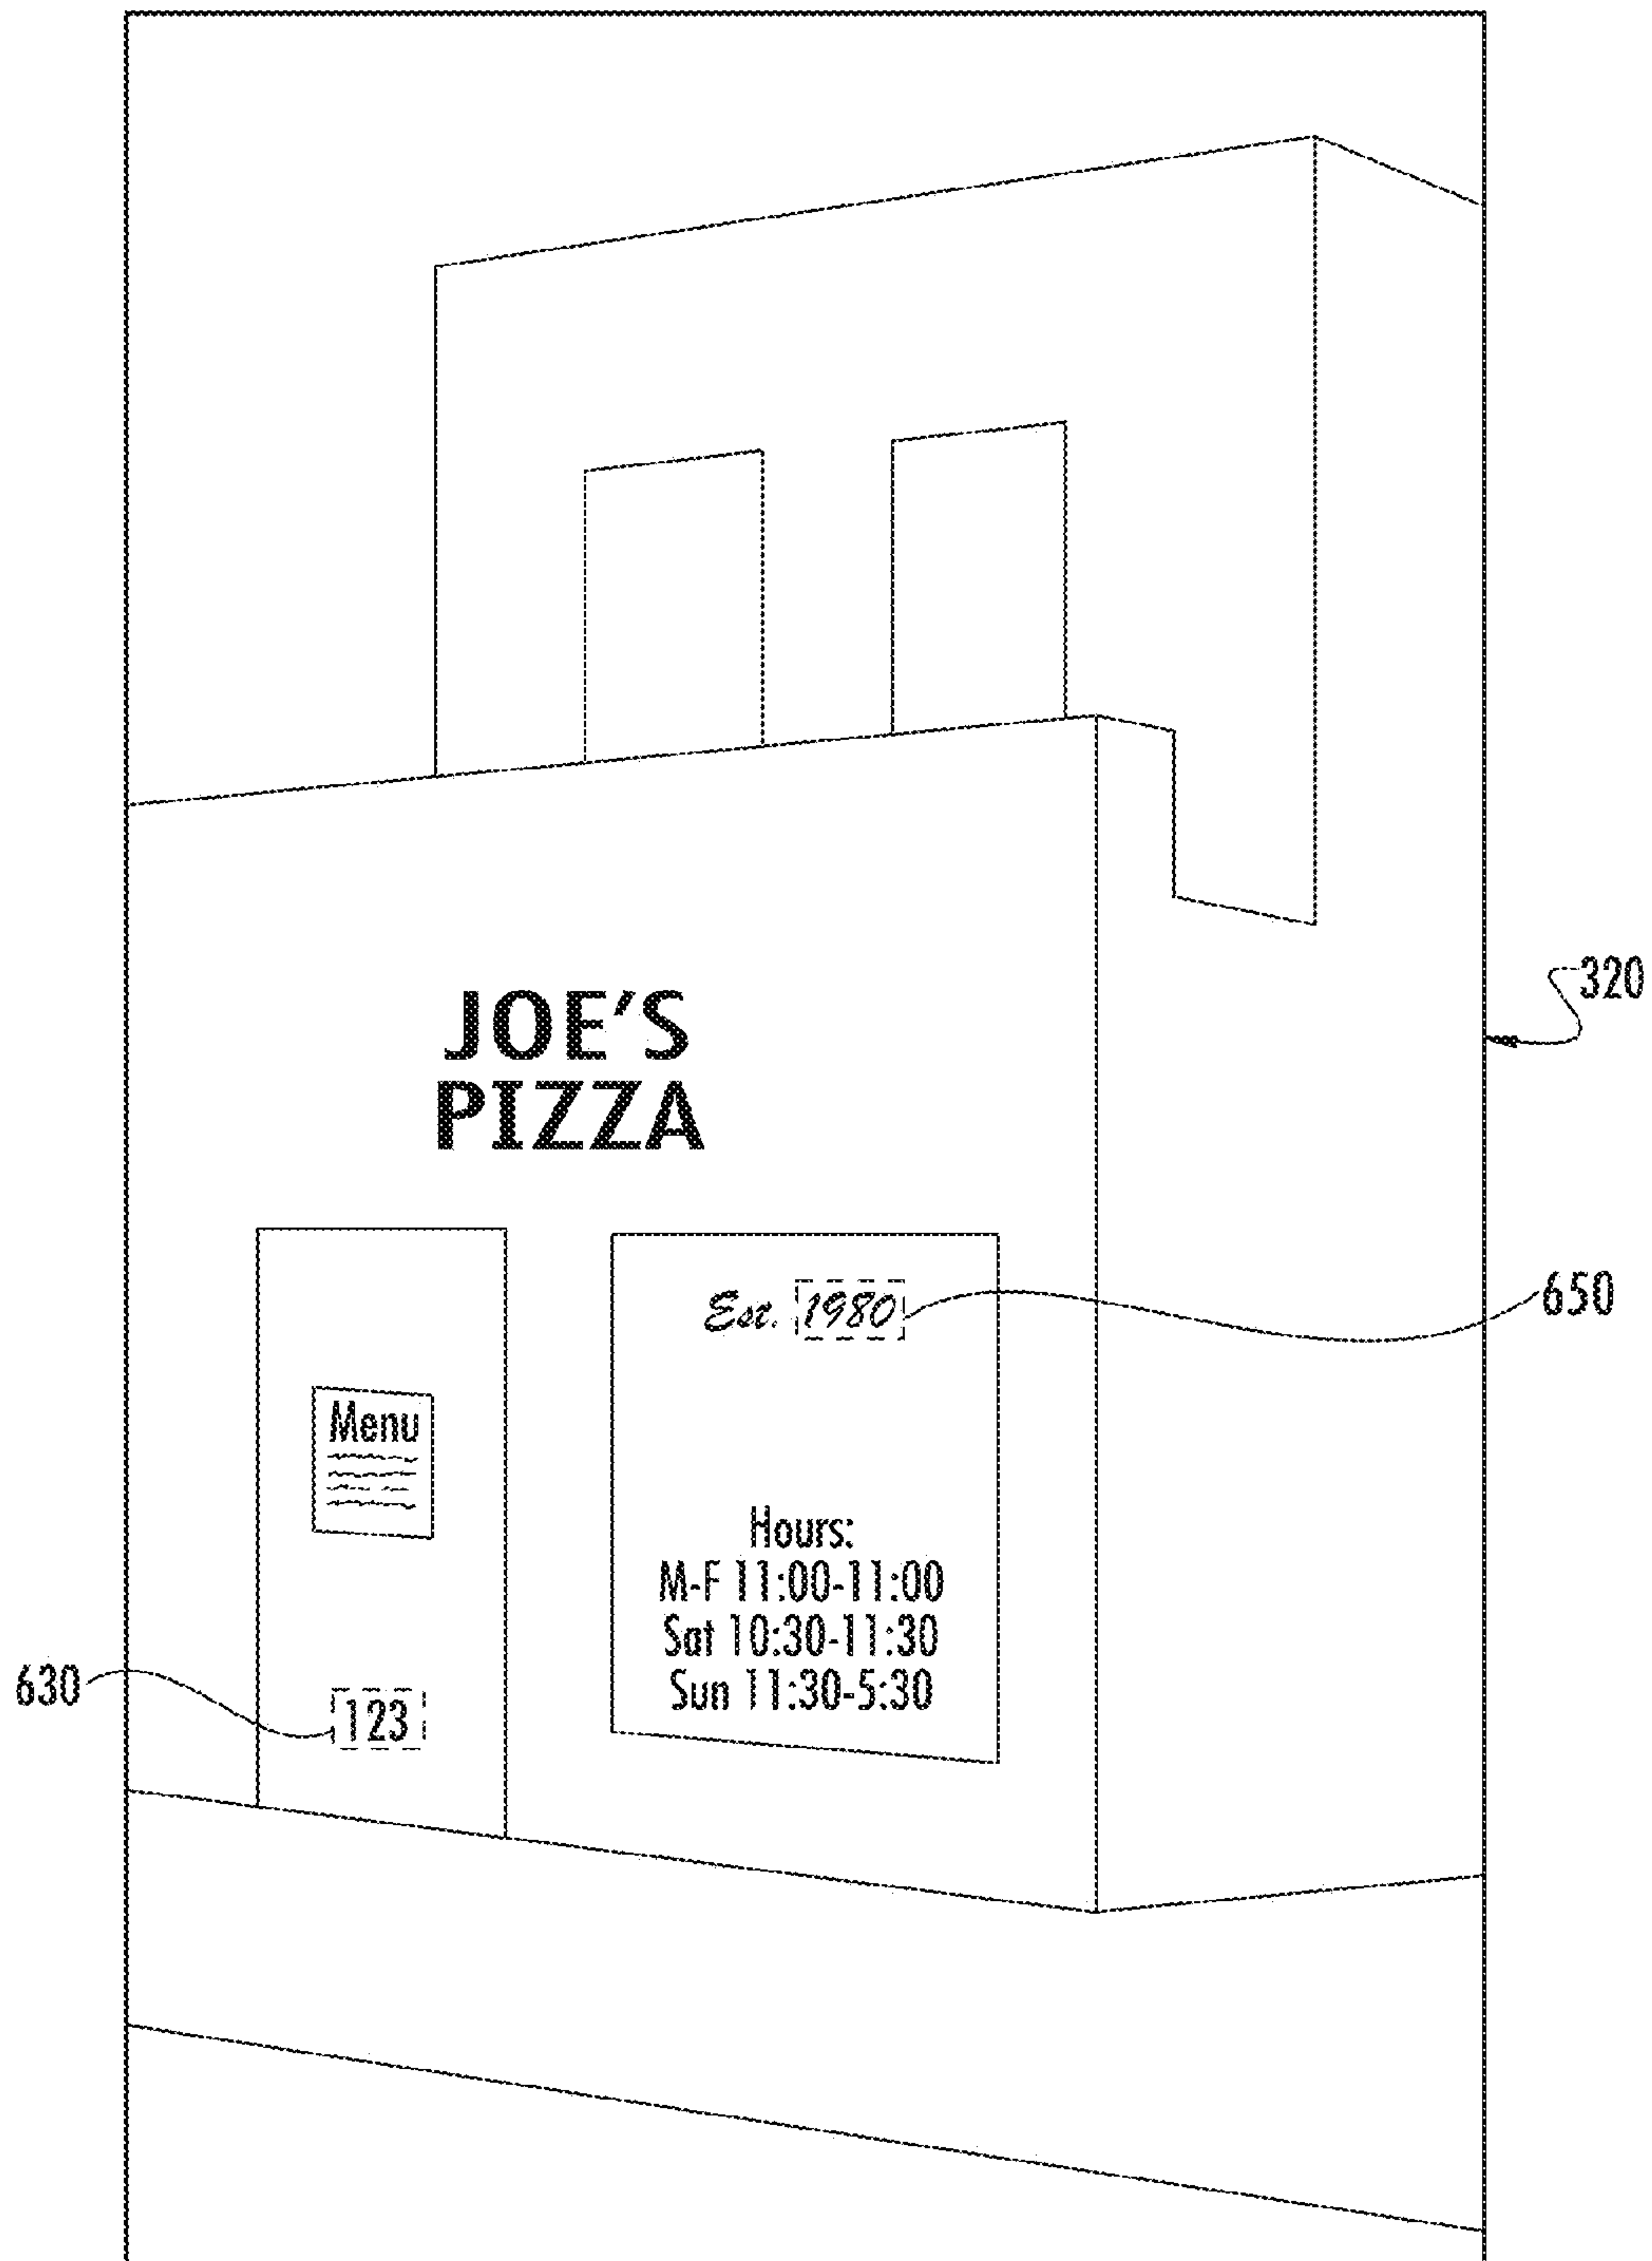 JOE'S
PIZZA
320
Est. 1980
650
Menu
Hours:
M-F 11:00-11:00
Sat 10:30-11:30
Sun 11:30-5:30
630
123